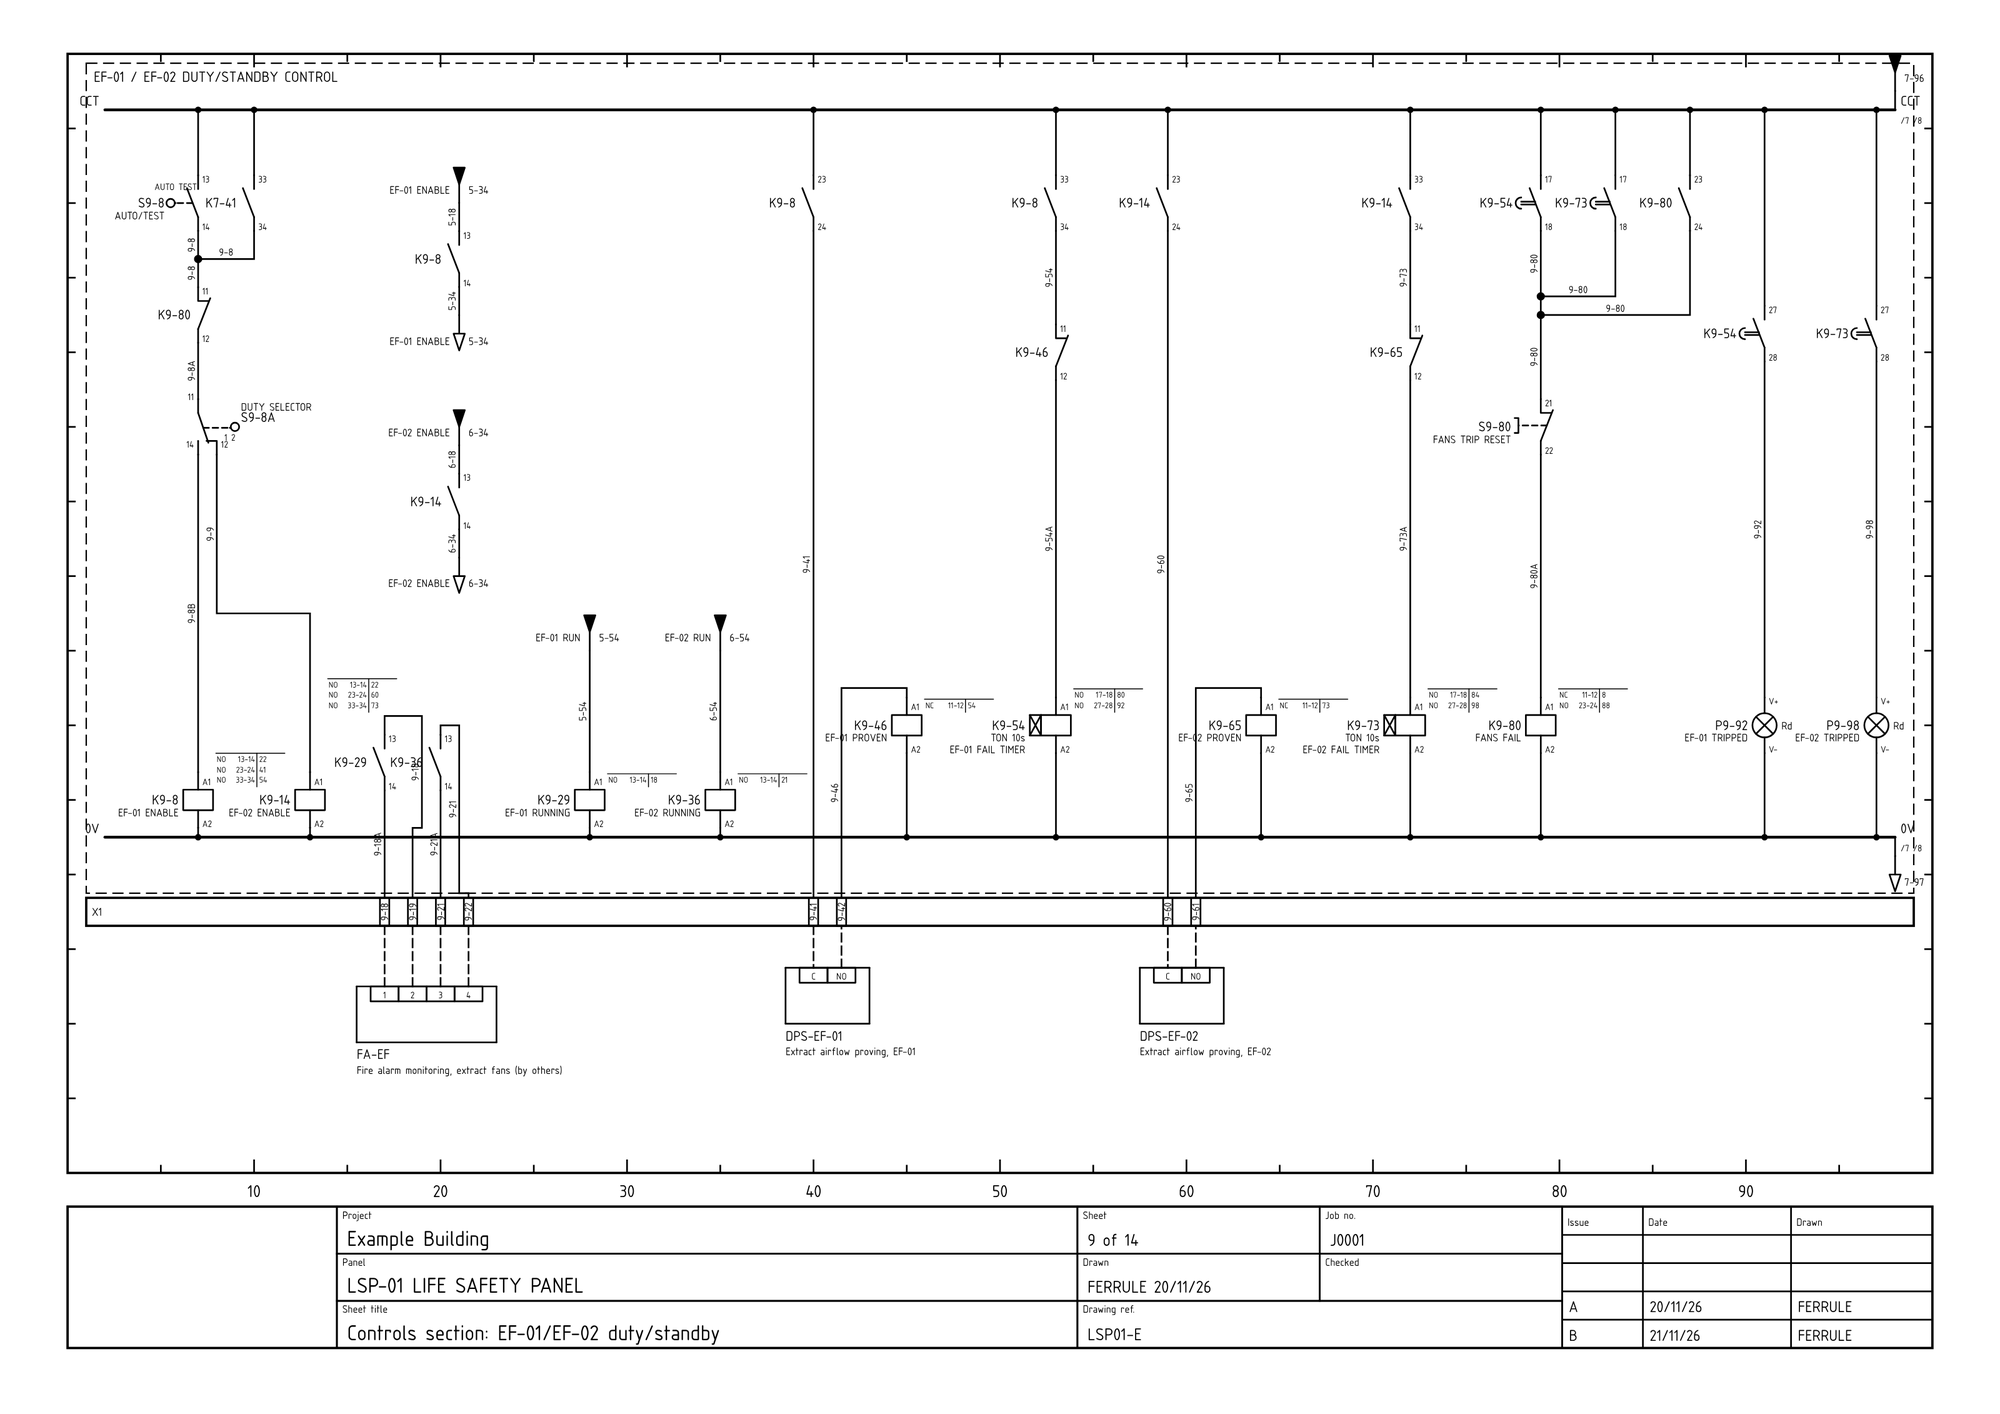 EF-01 / EF-02 DUTY/STANDBY CONTROL
7-96
CCT
CCT
/7 /8
AUTO TEST
S9-8
AUTO/TEST
13
14
K7-41
33
34
9-8
9-8
9-8
K9-80
11
12
9-8A
11
DUTY SELECTOR
S9-8A
1 2
14
12
9-9
9-8B
EF-01 ENABLE
5-34
5-18
K9-8
13
14
5-34
EF-01 ENABLE
5-34
EF-02 ENABLE
6-34
6-18
K9-14
13
14
6-34
EF-02 ENABLE
6-34
K9-8
23
24
9-41
K9-8
33
34
9-54
K9-46
11
12
9-54A
K9-14
23
24
9-60
K9-14
33
34
9-73
K9-65
11
12
9-73A
K9-54
17
18
K9-73
17
18
K9-80
23
24
9-80
9-80
9-80
9-80
S9-80
FANS TRIP RESET
21
22
9-80A
K9-54
27
28
9-92
K9-73
27
28
9-98
EF-01 RUN
5-54
EF-02 RUN
6-54
5-54
6-54
NO 13-14 22
NO 23-24 41
NO 33-34 54
K9-8
EF-01 ENABLE
A1
A2
NO 13-14 22
NO 23-24 60
NO 33-34 73
K9-14
EF-02 ENABLE
A1
A2
K9-29
13
14
9-18A
K9-36
13
14
9-21
9-21A
K9-29
EF-01 RUNNING
A1
A2
NO 13-14 18
K9-36
EF-02 RUNNING
A1
A2
NO 13-14 21
9-46
K9-46
EF-01 PROVEN
A1
A2
NC 11-12 54
K9-54
TON 10s
EF-01 FAIL TIMER
A1
A2
NO 17-18 80
NO 27-28 92
9-65
K9-65
EF-02 PROVEN
A1
A2
NC 11-12 73
K9-73
TON 10s
EF-02 FAIL TIMER
A1
A2
NO 17-18 84
NO 27-28 98
K9-80
FANS FAIL
A1
A2
NC 11-12 8
NO 23-24 88
P9-92
EF-01 TRIPPED
V+
V-
Rd
P9-98
EF-02 TRIPPED
V+
V-
Rd
0V
0V
/7 /8
7-97
X1
9-18
9-19
9-21
9-22
9-41
9-42
9-60
9-61
1 2 3 4
FA-EF
Fire alarm monitoring, extract fans (by others)
C NO
DPS-EF-01
Extract airflow proving, EF-01
C NO
DPS-EF-02
Extract airflow proving, EF-02
10 20 30 40 50 60 70 80 90
Project
Example Building
Panel
LSP-01 LIFE SAFETY PANEL
Sheet title
Controls section: EF-01/EF-02 duty/standby
Sheet
9 of 14
Job no.
J0001
Drawn
FERRULE 20/11/26
Checked
Drawing ref.
LSP01-E
Issue Date Drawn
A 20/11/26 FERRULE
B 21/11/26 FERRULE